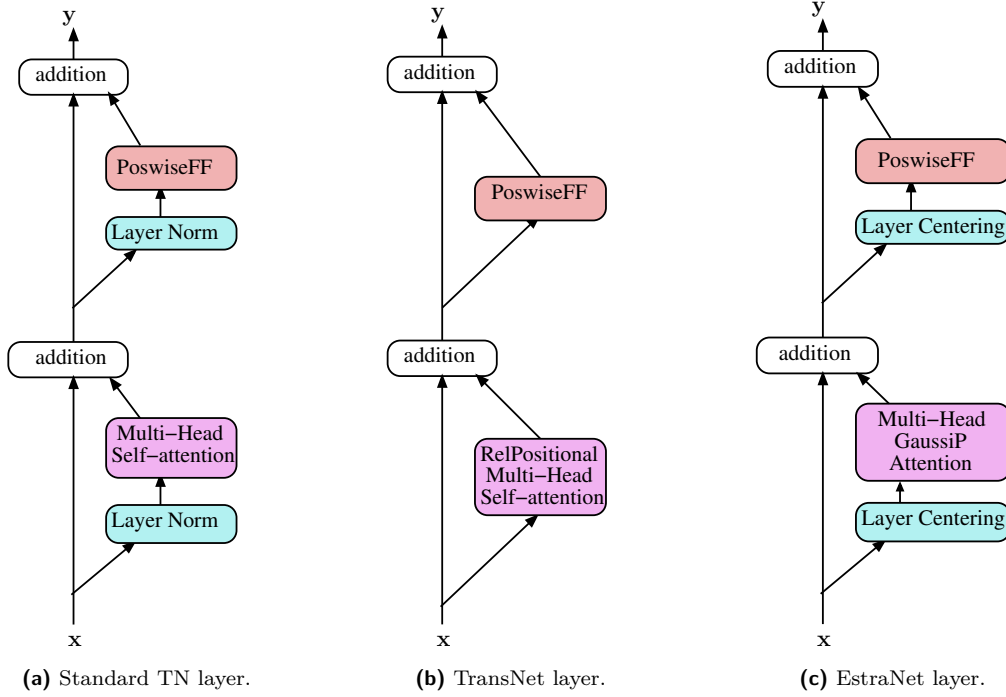 y
addition
PoswiseFF
Layer Norm
addition
Multi−Head
Self−attention
Layer Norm
x
(a) Standard TN layer.
y
addition
PoswiseFF
addition
RelPositional
Multi−Head
Self−attention
x
(b) TransNet layer.
y
addition
PoswiseFF
Layer Centering
addition
Multi−Head
GaussiP
Attention
Layer Centering
x
(c) EstraNet layer.